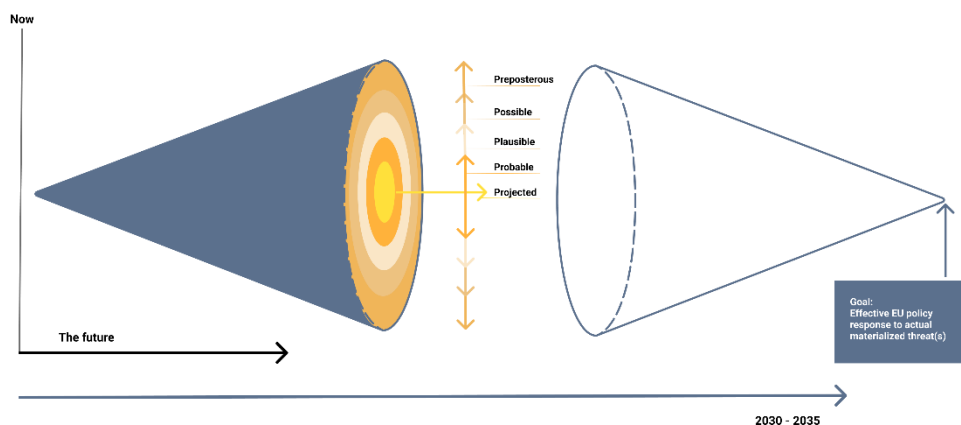 Now
Preposterous
Possible
Plausible
Probable
Projected
The future
Goal:
Effective EU policy
response to actual
materialized threat(s)
2030 - 2035